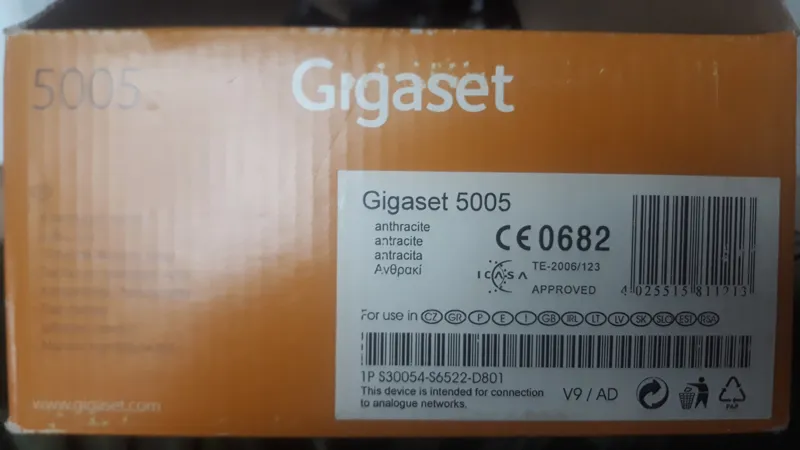 5005
Gigaset
Gigaset 5005
anthracite
antracite
antracita
Ανθρακί
CE 0682
ICASA
TE-2006/123
APPROVED
4 025515 811213
For use in CZ GR P E I GB IRL LT LV SK SLO EST RSA
1P S30054-S6522-D801
This device is intended for connection
to analogue networks.
V9 / AD
PAP
www.gigaset.com